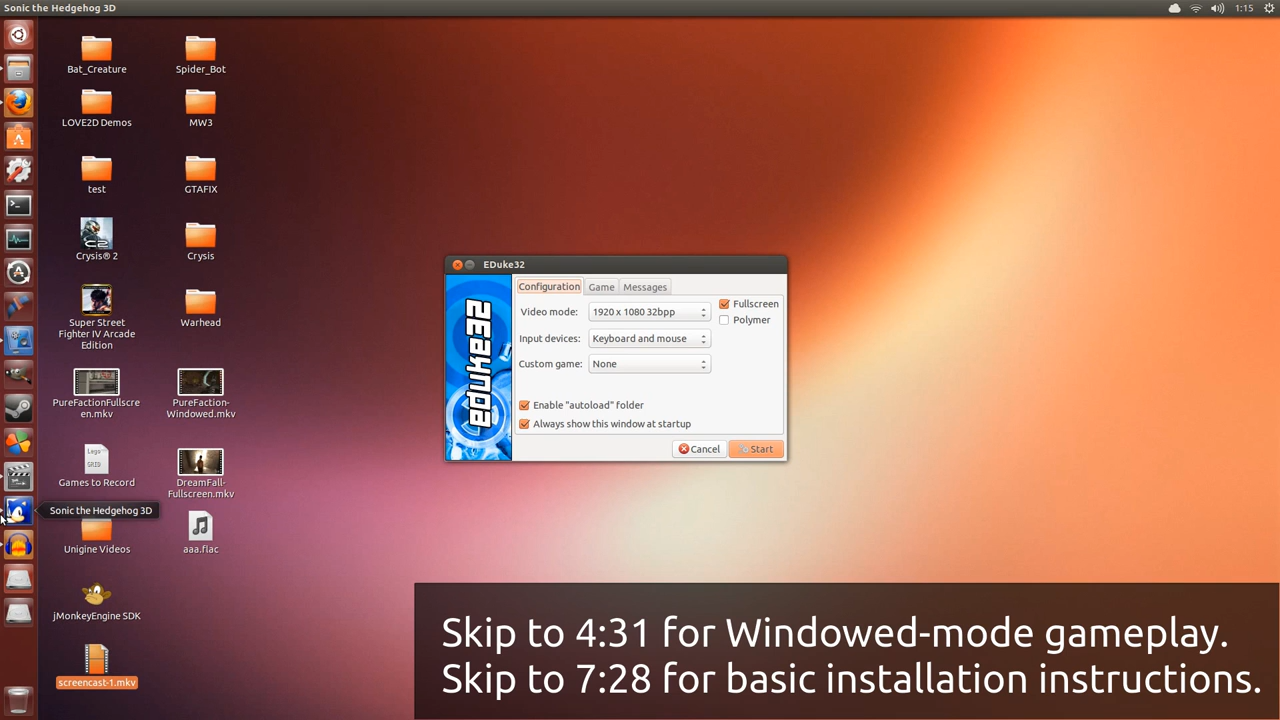 Sonic the Hedgehog 3D
1:15
Bat_Creature
Spider_Bot
LOVE2D Demos
MW3
test
GTAFIX
Crysis® 2
Crysis
Super Street
Fighter IV Arcade
Edition
Warhead
PureFactionFullscre
en.mkv
PureFaction-
Windowed.mkv
Games to Record
DreamFall-
Fullscreen.mkv
Sonic the Hedgehog 3D
Unigine Videos
aaa.flac
jMonkeyEngine SDK
screencast-1.mkv
EDuke32
EDUKE32
Configuration
Game
Messages
Video mode:
1920 x 1080 32bpp
Fullscreen
Polymer
Input devices:
Keyboard and mouse
Custom game:
None
Enable "autoload" folder
Always show this window at startup
Cancel
Start
Skip to 4:31 for Windowed-mode gameplay.
Skip to 7:28 for basic installation instructions.